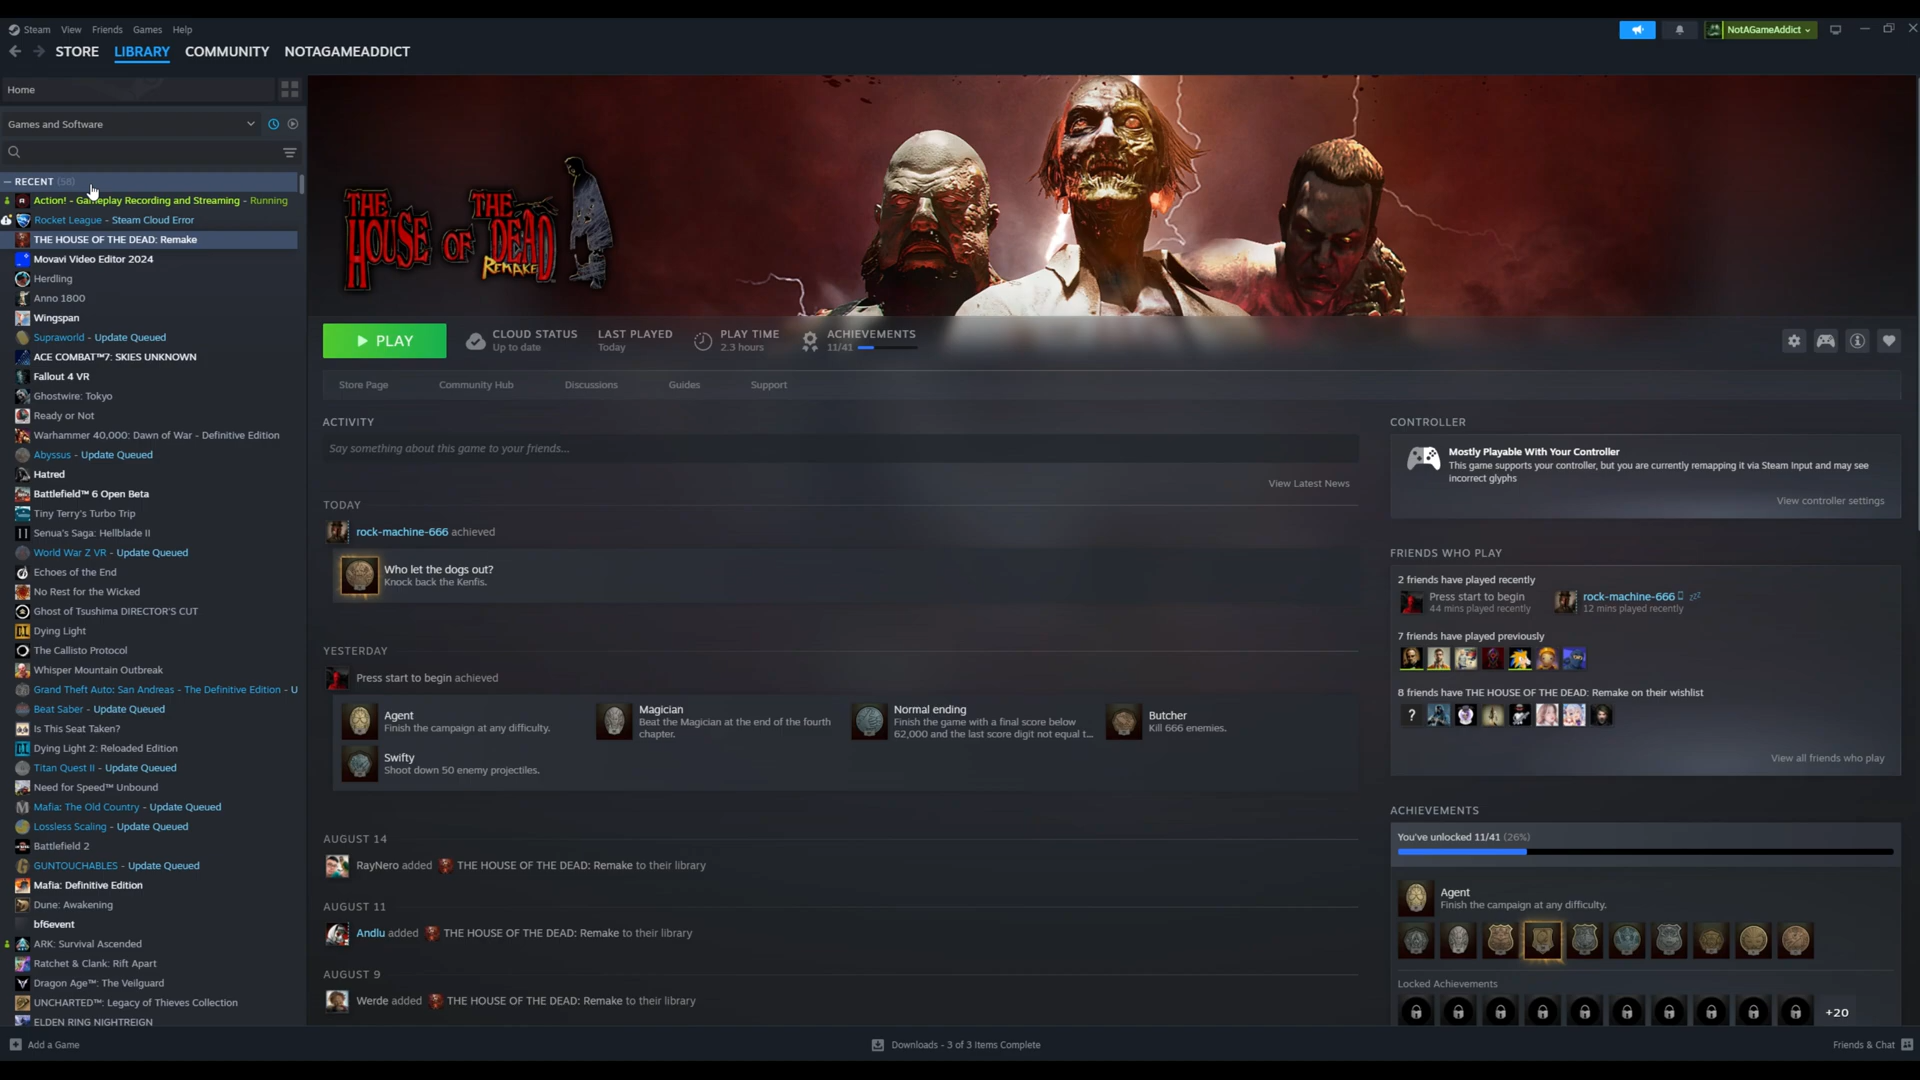 Steam View Friends Games Help
NotAGameAddict
STORE LIBRARY COMMUNITY NOTAGAMEADDICT
Home
Games and Software
RECENT (58)
Action! - Gameplay Recording and Streaming - Running
Rocket League - Steam Cloud Error
THE HOUSE OF THE DEAD: Remake
Movavi Video Editor 2024
Herdling
Anno 1800
Wingspan
Supraworld - Update Queued
ACE COMBAT™7: SKIES UNKNOWN
Fallout 4 VR
Ghostwire: Tokyo
Ready or Not
Warhammer 40,000: Dawn of War - Definitive Edition
Abyssus - Update Queued
Hatred
Battlefield™ 6 Open Beta
Tiny Terry's Turbo Trip
Senua's Saga: Hellblade II
World War Z VR - Update Queued
Echoes of the End
No Rest for the Wicked
Ghost of Tsushima DIRECTOR'S CUT
Dying Light
The Callisto Protocol
Whisper Mountain Outbreak
Grand Theft Auto: San Andreas - The Definitive Edition - U
Beat Saber - Update Queued
Is This Seat Taken?
Dying Light 2: Reloaded Edition
Titan Quest II - Update Queued
Need for Speed™ Unbound
Mafia: The Old Country - Update Queued
Lossless Scaling - Update Queued
Battlefield 2
GUNTOUCHABLES - Update Queued
Mafia: Definitive Edition
Dune: Awakening
bf6event
ARK: Survival Ascended
Ratchet & Clank: Rift Apart
Dragon Age™: The Veilguard
UNCHARTED™: Legacy of Thieves Collection
ELDEN RING NIGHTREIGN
THE HOUSE OF THE DEAD REMAKE
PLAY
CLOUD STATUS
Up to date
LAST PLAYED
Today
PLAY TIME
2.3 hours
ACHIEVEMENTS
11/41
Store Page Community Hub Discussions Guides Support
ACTIVITY
Say something about this game to your friends...
View Latest News
TODAY
rock-machine-666 achieved
Who let the dogs out?
Knock back the Kenfis.
YESTERDAY
Press start to begin achieved
Agent
Finish the campaign at any difficulty.
Magician
Beat the Magician at the end of the fourth
chapter.
Normal ending
Finish the game with a final score below
62,000 and the last score digit not equal t...
Butcher
Kill 666 enemies.
Swifty
Shoot down 50 enemy projectiles.
AUGUST 14
RayNero added THE HOUSE OF THE DEAD: Remake to their library
AUGUST 11
Andlu added THE HOUSE OF THE DEAD: Remake to their library
AUGUST 9
Werde added THE HOUSE OF THE DEAD: Remake to their library
CONTROLLER
Mostly Playable With Your Controller
This game supports your controller, but you are currently remapping it via Steam Input and may see
incorrect glyphs
View controller settings
FRIENDS WHO PLAY
2 friends have played recently
Press start to begin
44 mins played recently
rock-machine-666
12 mins played recently
7 friends have played previously
8 friends have THE HOUSE OF THE DEAD: Remake on their wishlist
?
View all friends who play
ACHIEVEMENTS
You've unlocked 11/41 (26%)
Agent
Finish the campaign at any difficulty.
Locked Achievements
+20
Add a Game
Downloads - 3 of 3 Items Complete
Friends & Chat